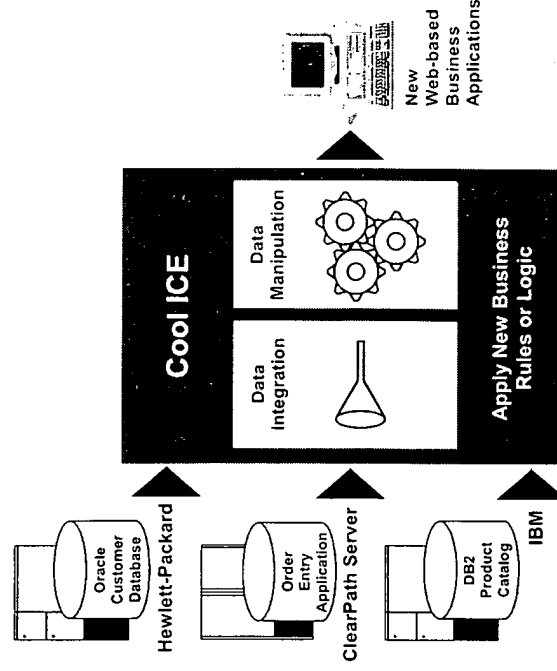 Oracle
Customer
Database
Hewlett-Packard
Order
Entry
Application
ClearPath Server
DB2
Product
Catalog
IBM
Cool ICE
Data
Integration
Data
Manipulation
Apply New Business
Rules or Logic
New
Web-based
Business
Applications